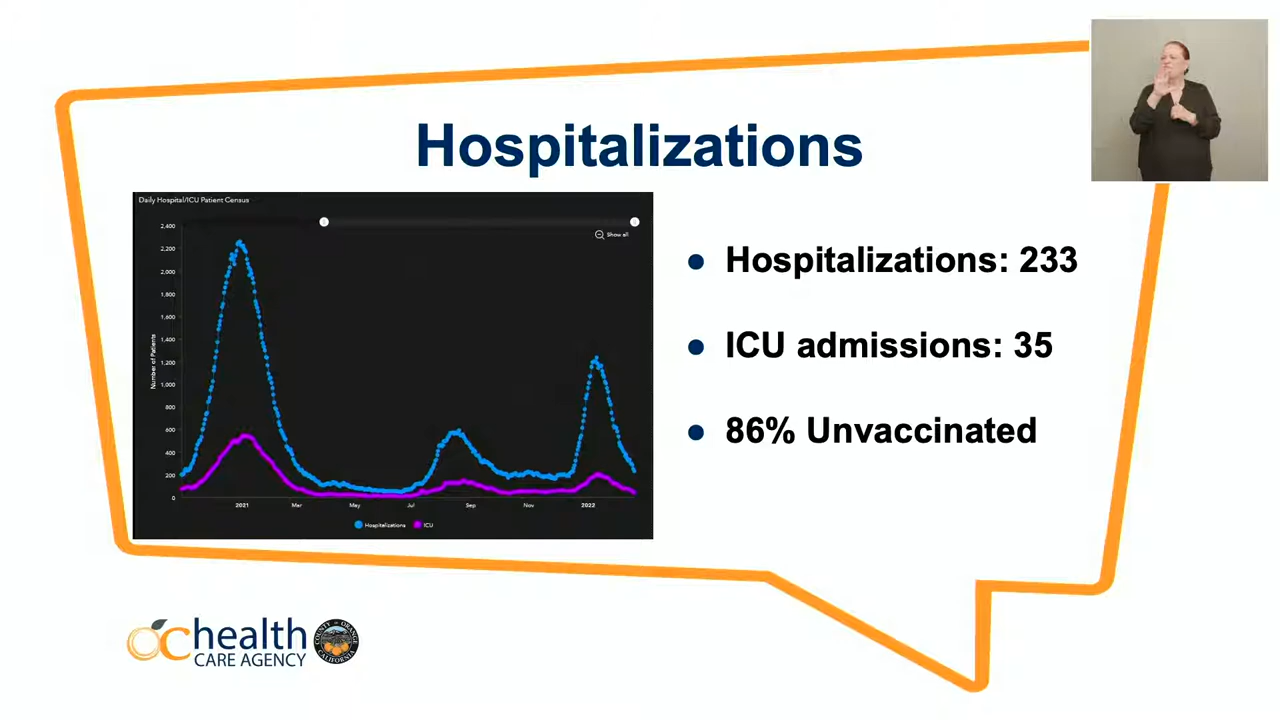 Hospitalizations
Daily Hospital/ICU Patient Census
Show all
2,400
2,200
2,000
1,800
1,600
1,400
1,200
1,000
800
600
400
200
0
Number of Patients
2021
Mar
May
Jul
Sep
Nov
2022
Hospitalizations
ICU
Hospitalizations: 233
ICU admissions: 35
86% Unvaccinated
OC health
CARE AGENCY
COUNTY OF ORANGE
CALIFORNIA